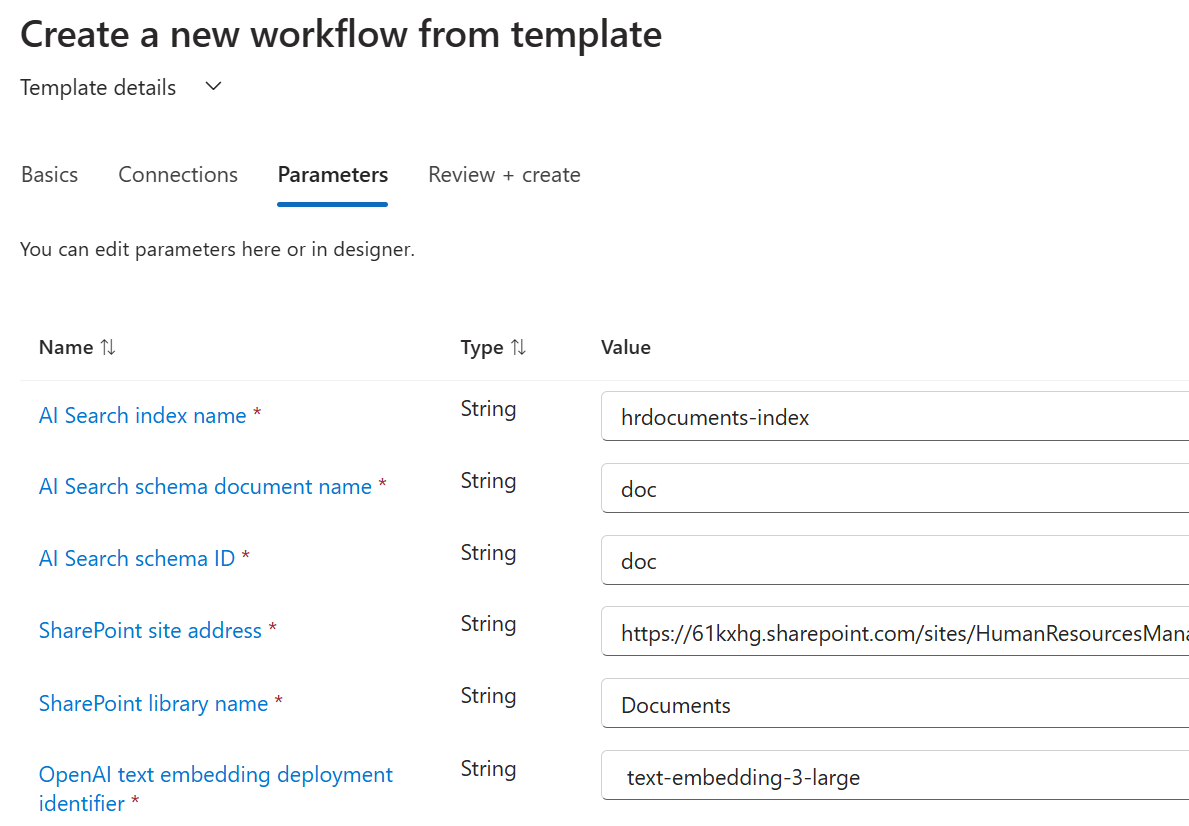 Create a new workflow from template
Template details
Basics Connections Parameters Review + create
You can edit parameters here or in designer.
Name Type Value
AI Search index name * String hrdocuments-index
AI Search schema document name * String doc
AI Search schema ID * String doc
SharePoint site address * String https://61kxhg.sharepoint.com/sites/HumanResourcesMana
SharePoint library name * String Documents
OpenAI text embedding deployment String text-embedding-3-large
identifier *